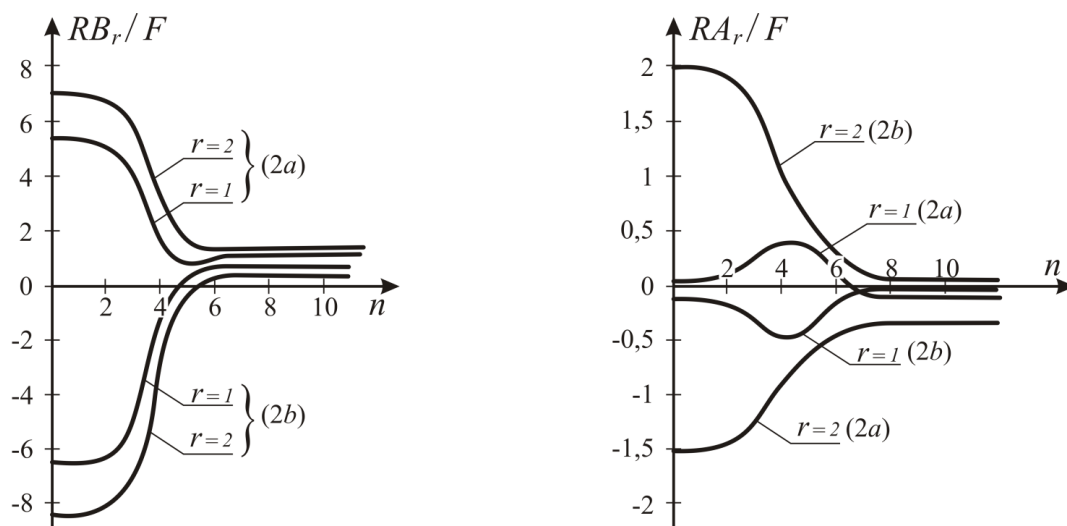 RB_r / F
8
6
4
2
0
-2
-4
-6
-8
2 4 6 8 10 n
r = 2
r = 1
(2a)
r = 1
r = 2
(2b)
RA_r / F
2
1,5
1
0,5
0
-0,5
-1
-1,5
-2
2 4 6 8 10 n
r = 2 (2b)
r = 1 (2a)
r = 1 (2b)
r = 2 (2a)